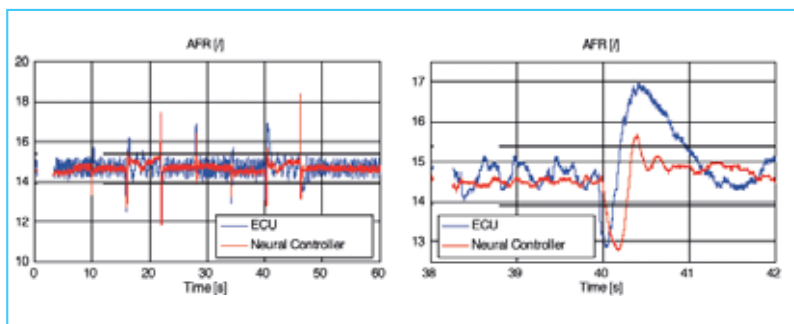 AFR [/]
20
18
16
14
12
10
0 10 20 30 40 50 60
Time [s]
ECU
Neural Controller
AFR [/]
17
16
15
14
13
38 39 40 41 42
Time [s]
ECU
Neural Controller